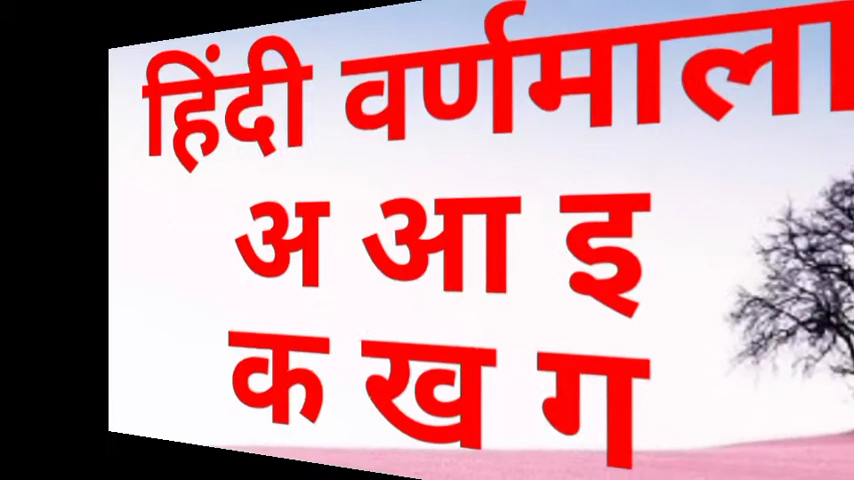 हिंदी वर्णमाला
अ आ इ
क ख ग